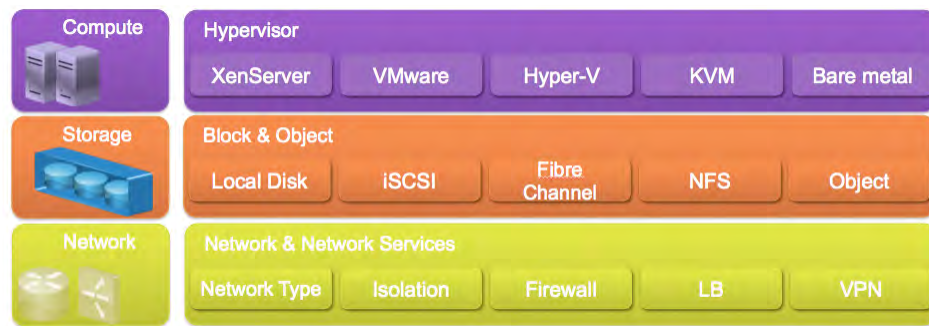 Compute
Hypervisor
XenServer
VMware
Hyper-V
KVM
Bare metal
Storage
Block & Object
Local Disk
iSCSI
Fibre
Channel
NFS
Object
Network
Network & Network Services
Network Type
Isolation
Firewall
LB
VPN